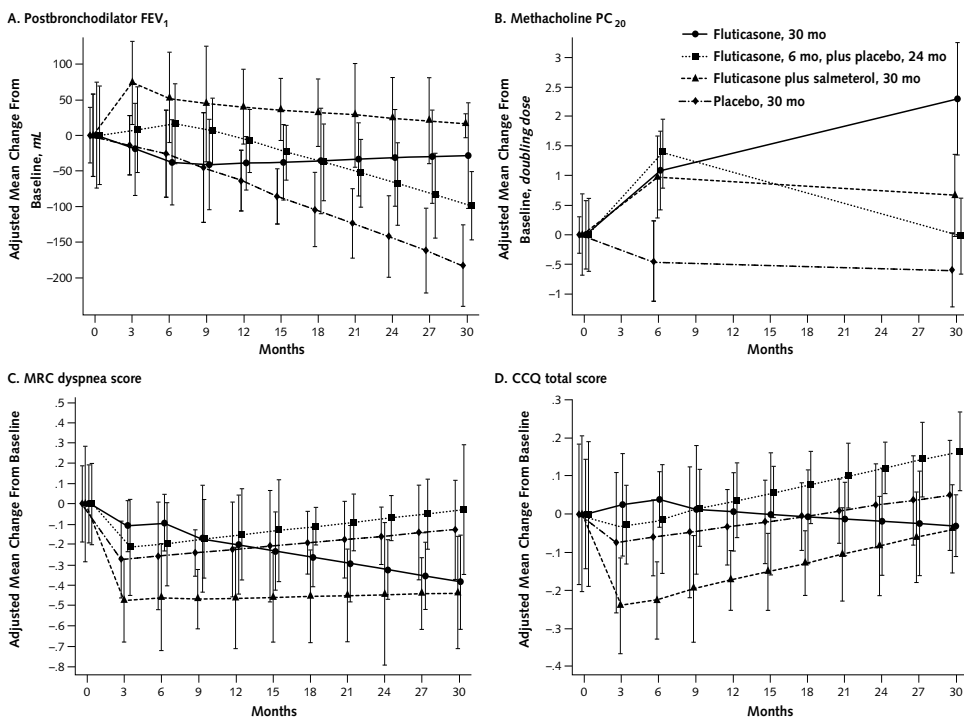 A. Postbronchodilator FEV1
B. Methacholine PC20
Fluticasone, 30 mo
Fluticasone, 6 mo, plus placebo, 24 mo
Fluticasone plus salmeterol, 30 mo
Placebo, 30 mo
Adjusted Mean Change From
Baseline, mL
100
50
0
–50
–100
–150
–200
0 3 6 9 12 15 18 21 24 27 30
Months
Adjusted Mean Change From
Baseline, doubling dose
3
2.5
2
1.5
1
.5
0
–.5
–1
0 3 6 9 12 15 18 21 24 27 30
Months
C. MRC dyspnea score
D. CCQ total score
Adjusted Mean Change From Baseline
.5
.4
.3
.2
.1
0
–.1
–.2
–.3
–.4
–.5
–.6
–.7
–.8
0 3 6 9 12 15 18 21 24 27 30
Months
Adjusted Mean Change From Baseline
.3
.2
.1
0
–.1
–.2
–.3
–.4
0 3 6 9 12 15 18 21 24 27 30
Months